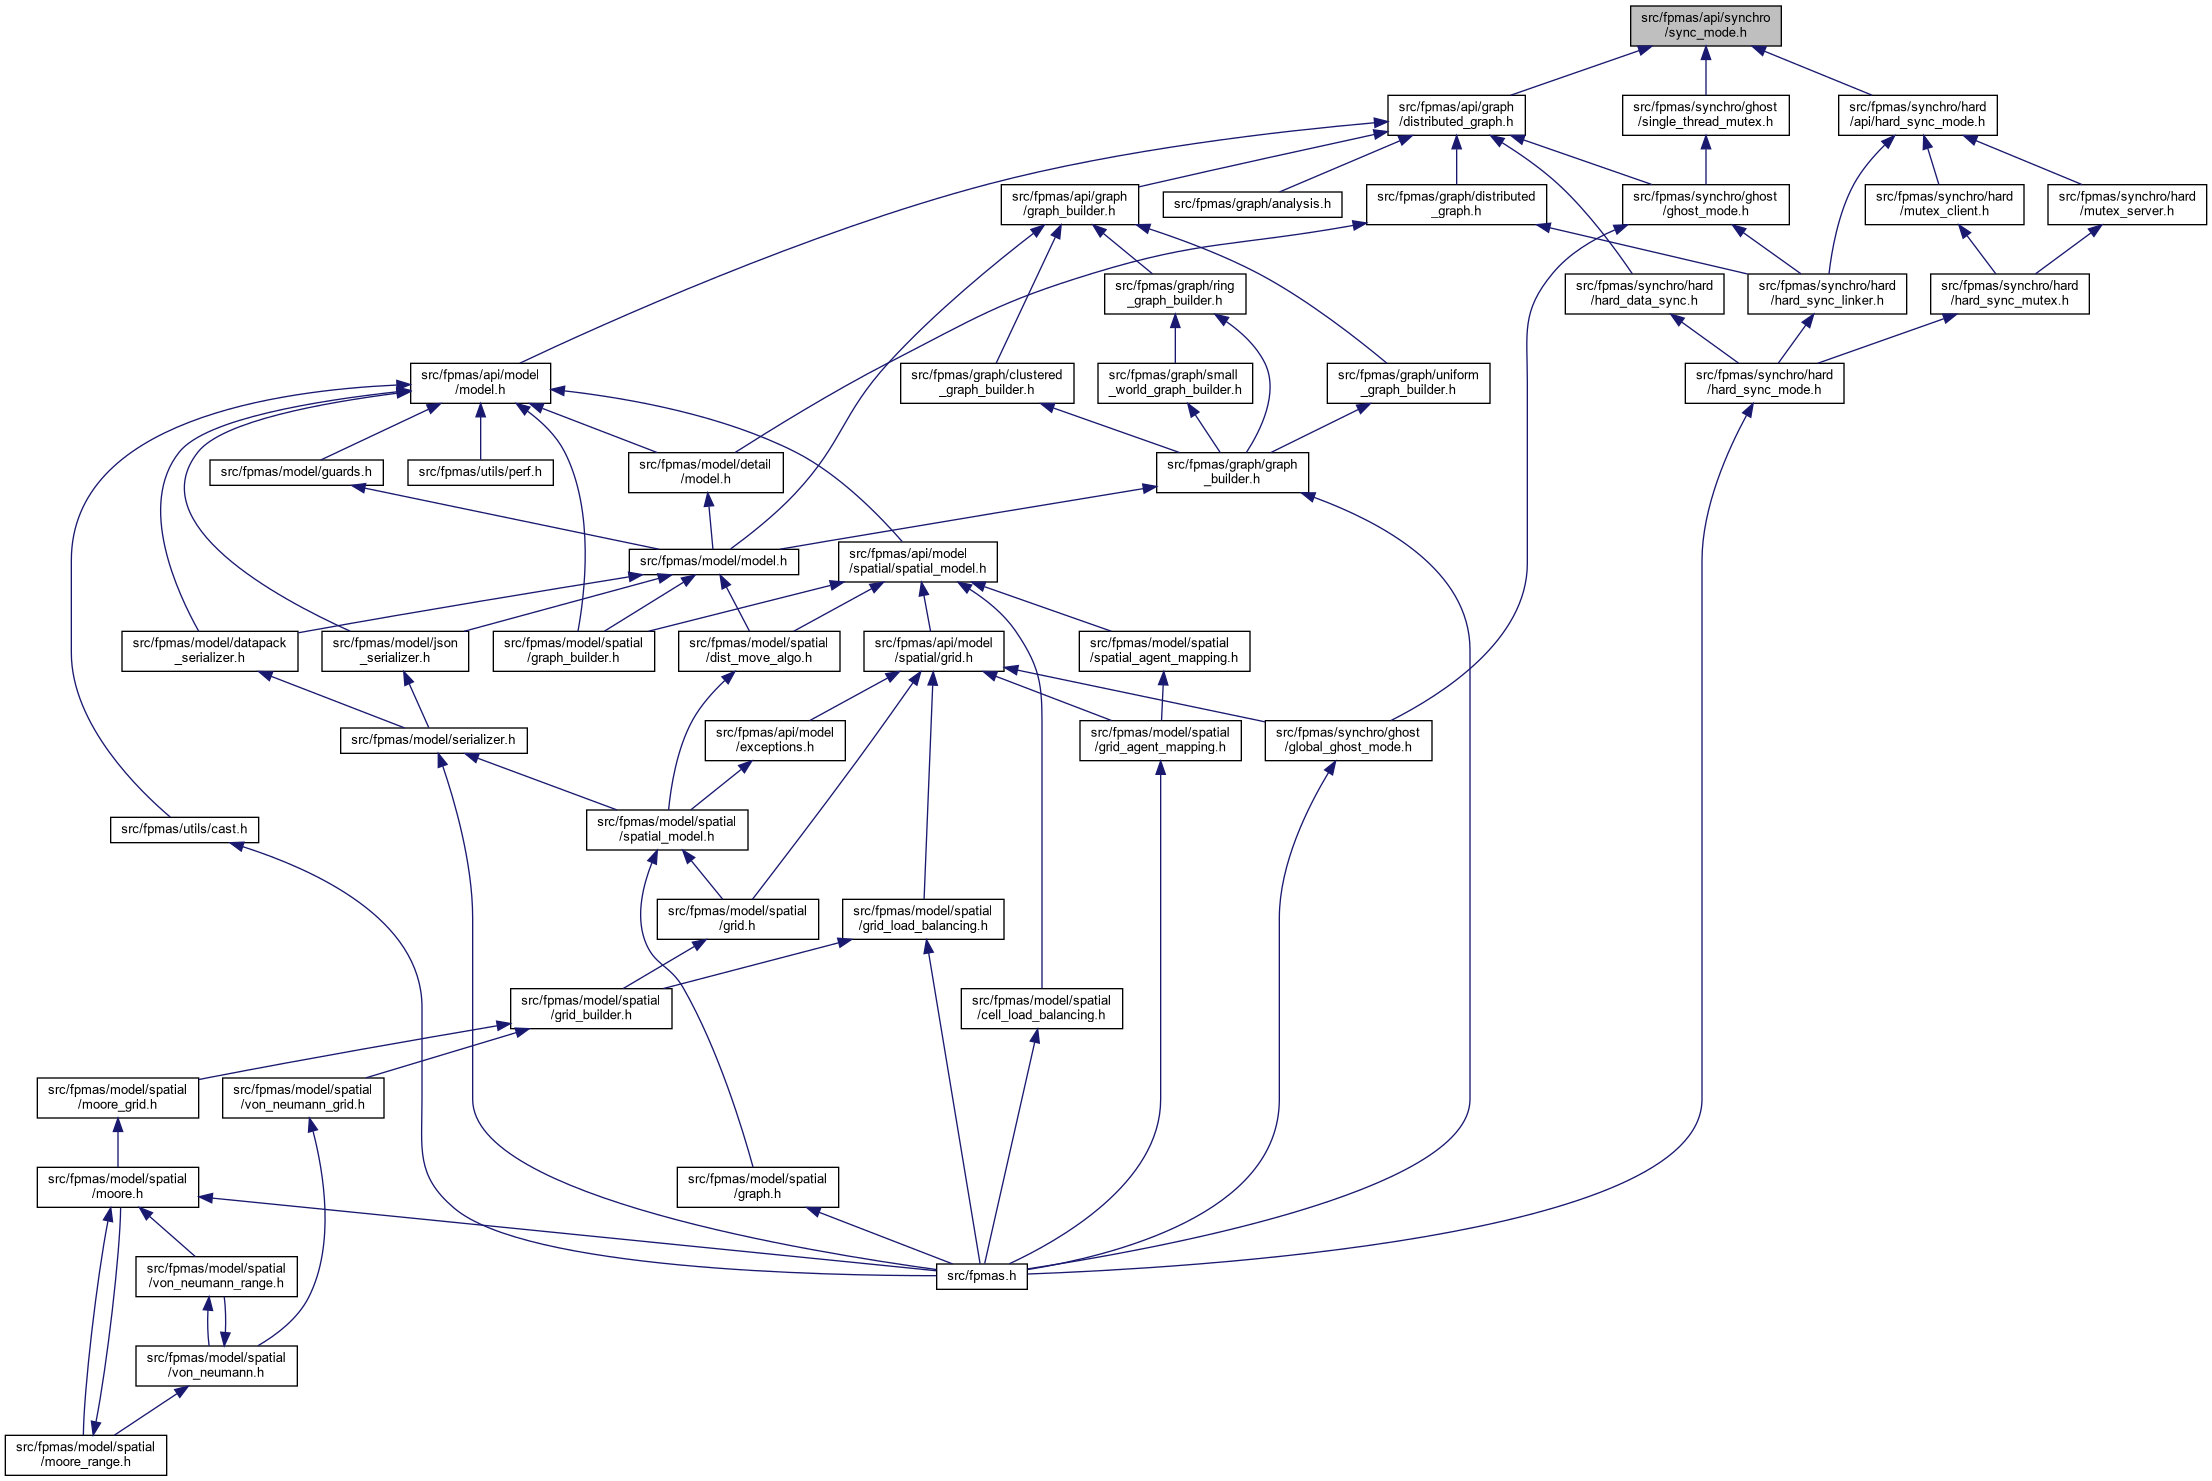 src/fpmas/api/synchro
/sync_mode.h
src/fpmas/api/graph
/distributed_graph.h
src/fpmas/synchro/ghost
/single_thread_mutex.h
src/fpmas/synchro/hard
/api/hard_sync_mode.h
src/fpmas/api/graph
/graph_builder.h
src/fpmas/graph/analysis.h
src/fpmas/graph/distributed
_graph.h
src/fpmas/synchro/ghost
/ghost_mode.h
src/fpmas/synchro/hard
/mutex_client.h
src/fpmas/synchro/hard
/mutex_server.h
src/fpmas/graph/ring
_graph_builder.h
src/fpmas/synchro/hard
/hard_data_sync.h
src/fpmas/synchro/hard
/hard_sync_linker.h
src/fpmas/synchro/hard
/hard_sync_mutex.h
src/fpmas/api/model
/model.h
src/fpmas/graph/clustered
_graph_builder.h
src/fpmas/graph/small
_world_graph_builder.h
src/fpmas/graph/uniform
_graph_builder.h
src/fpmas/synchro/hard
/hard_sync_mode.h
src/fpmas/model/guards.h
src/fpmas/utils/perf.h
src/fpmas/model/detail
/model.h
src/fpmas/graph/graph
_builder.h
src/fpmas/model/model.h
src/fpmas/api/model
/spatial/spatial_model.h
src/fpmas/model/datapack
_serializer.h
src/fpmas/model/json
_serializer.h
src/fpmas/model/spatial
/graph_builder.h
src/fpmas/model/spatial
/dist_move_algo.h
src/fpmas/api/model
/spatial/grid.h
src/fpmas/model/spatial
/spatial_agent_mapping.h
src/fpmas/model/serializer.h
src/fpmas/api/model
/exceptions.h
src/fpmas/model/spatial
/grid_agent_mapping.h
src/fpmas/synchro/ghost
/global_ghost_mode.h
src/fpmas/utils/cast.h
src/fpmas/model/spatial
/spatial_model.h
src/fpmas/model/spatial
/grid.h
src/fpmas/model/spatial
/grid_load_balancing.h
src/fpmas/model/spatial
/grid_builder.h
src/fpmas/model/spatial
/cell_load_balancing.h
src/fpmas/model/spatial
/moore_grid.h
src/fpmas/model/spatial
/von_neumann_grid.h
src/fpmas/model/spatial
/moore.h
src/fpmas/model/spatial
/graph.h
src/fpmas/model/spatial
/von_neumann_range.h
src/fpmas.h
src/fpmas/model/spatial
/von_neumann.h
src/fpmas/model/spatial
/moore_range.h